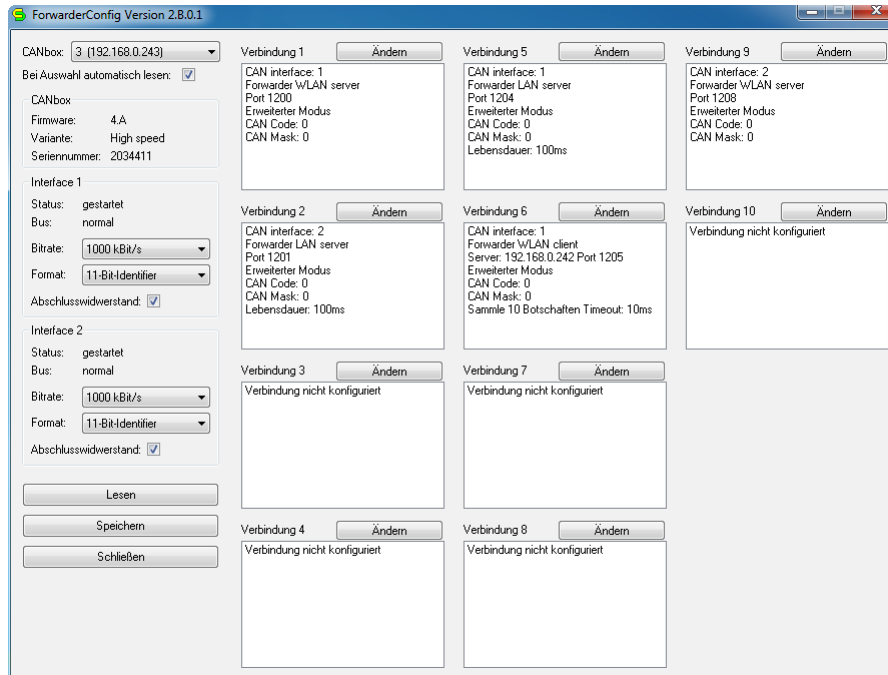 ForwarderConfig Version 2.B.0.1
CANbox: 3 (192.168.0.243)
Bei Auswahl automatisch lesen:
CANbox
Firmware: 4.A
Variante: High speed
Seriennummer: 2034411
Interface 1
Status: gestartet
Bus: normal
Bitrate: 1000 kBit/s
Format: 11-Bit-Identifier
Abschlusswidwerstand:
Interface 2
Status: gestartet
Bus: normal
Bitrate: 1000 kBit/s
Format: 11-Bit-Identifier
Abschlusswidwerstand:
Lesen
Speichern
Schließen
Verbindung 1 Ändern
CAN interface: 1
Forwarder WLAN server
Port 1200
Erweiterter Modus
CAN Code: 0
CAN Mask: 0
Verbindung 2 Ändern
CAN interface: 2
Forwarder LAN server
Port 1201
Erweiterter Modus
CAN Code: 0
CAN Mask: 0
Lebensdauer: 100ms
Verbindung 3 Ändern
Verbindung nicht konfiguriert
Verbindung 4 Ändern
Verbindung nicht konfiguriert
Verbindung 5 Ändern
CAN interface: 1
Forwarder LAN server
Port 1204
Erweiterter Modus
CAN Code: 0
CAN Mask: 0
Lebensdauer: 100ms
Verbindung 6 Ändern
CAN interface: 1
Forwarder WLAN client
Server: 192.168.0.242 Port 1205
Erweiterter Modus
CAN Code: 0
CAN Mask: 0
Sammle 10 Botschaften Timeout: 10ms
Verbindung 7 Ändern
Verbindung nicht konfiguriert
Verbindung 8 Ändern
Verbindung nicht konfiguriert
Verbindung 9 Ändern
CAN interface: 2
Forwarder WLAN server
Port 1208
Erweiterter Modus
CAN Code: 0
CAN Mask: 0
Verbindung 10 Ändern
Verbindung nicht konfiguriert